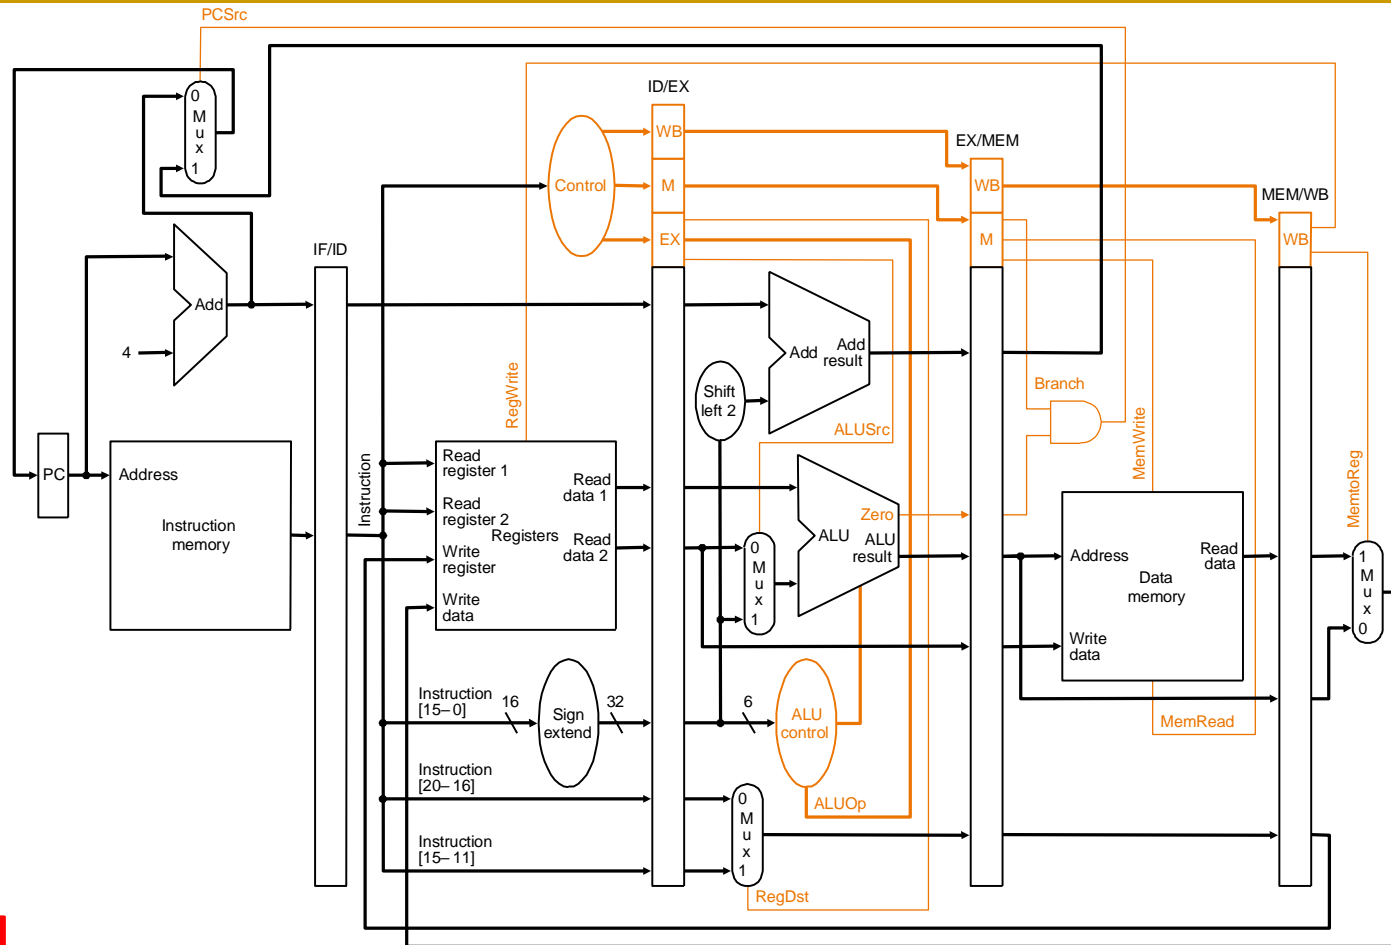 PCSrc
0
M
u
x
1
ID/EX
WB
M
EX
Control
EX/MEM
WB
M
MEM/WB
WB
IF/ID
Add
4
RegWrite
Shift
left 2
Add
Add
result
Branch
ALUSrc
MemWrite
MemtoReg
PC
Address
Instruction
memory
Instruction
Read
register 1
Read
register 2
Registers
Write
register
Write
data
Read
data 1
Read
data 2
0
M
u
x
1
Zero
ALU
ALU
result
Address
Read
data
Data
memory
Write
data
1
M
u
x
0
Instruction
[15–0]
16
Sign
extend
32
6
ALU
control
MemRead
Instruction
[20–16]
Instruction
[15–11]
0
M
u
x
1
ALUOp
RegDst